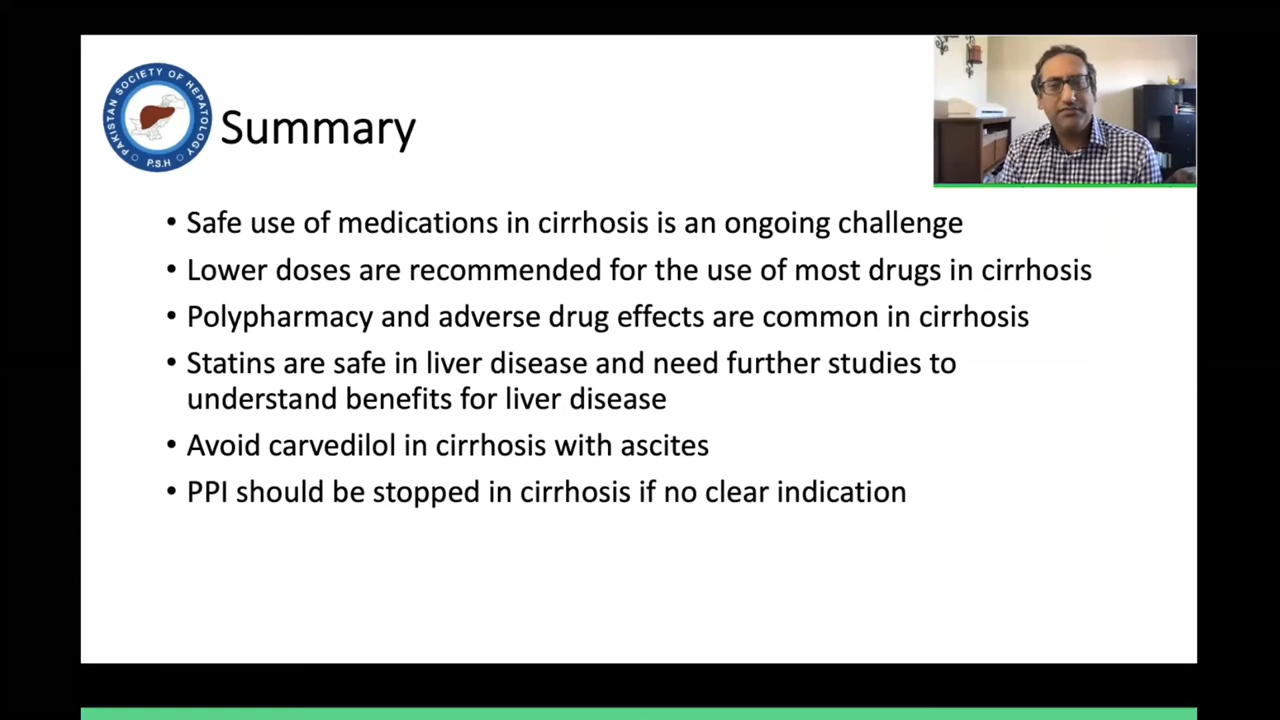 PAKISTAN SOCIETY OF HEPATOLOGY
P.S.H
Summary
• Safe use of medications in cirrhosis is an ongoing challenge
• Lower doses are recommended for the use of most drugs in cirrhosis
• Polypharmacy and adverse drug effects are common in cirrhosis
• Statins are safe in liver disease and need further studies to
understand benefits for liver disease
• Avoid carvedilol in cirrhosis with ascites
• PPI should be stopped in cirrhosis if no clear indication